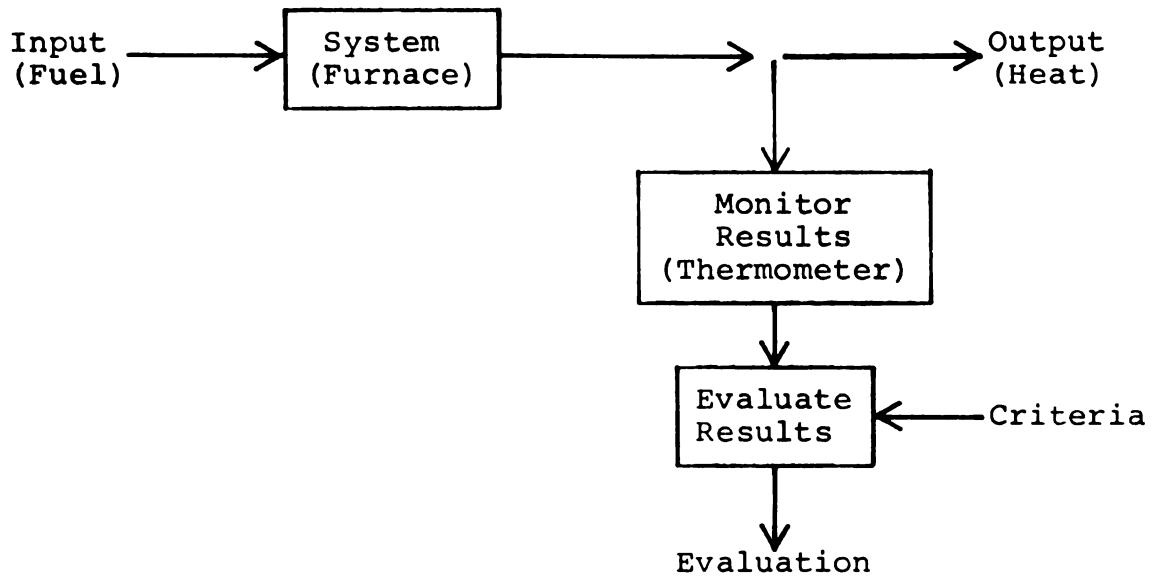 Input
(Fuel)
System
(Furnace)
Output
(Heat)
Monitor
Results
(Thermometer)
Evaluate
Results
Criteria
Evaluation